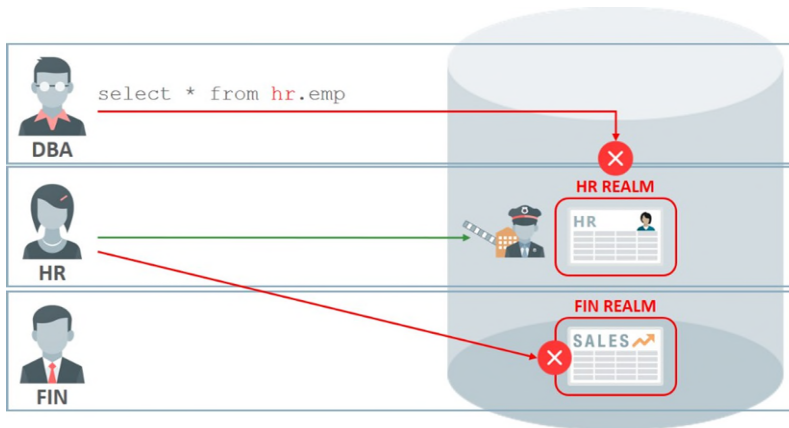 select * from hr.emp
DBA
HR REALM
HR
HR
FIN REALM
SALES
FIN